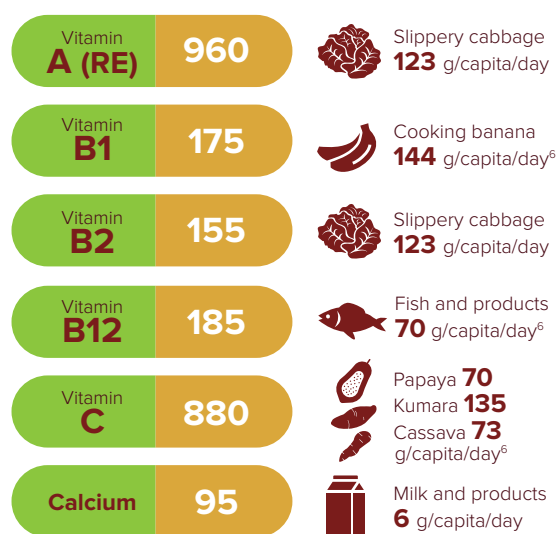 Vitamin
A (RE)
960
Slippery cabbage
123 g/capita/day
Vitamin
B1
175
Cooking banana
144 g/capita/day⁶
Vitamin
B2
155
Slippery cabbage
123 g/capita/day
Vitamin
B12
185
Fish and products
70 g/capita/day⁶
Vitamin
C
880
Papaya 70
Kumara 135
Cassava 73
g/capita/day⁶
Calcium
95
Milk and products
6 g/capita/day